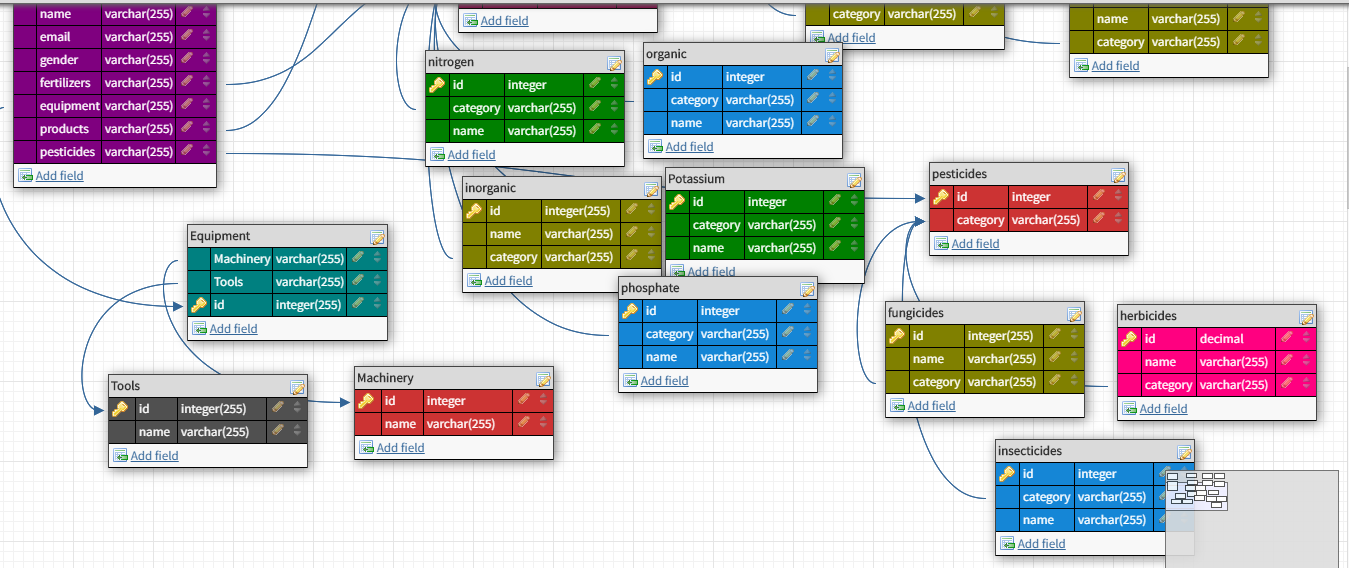 name varchar(255)
email varchar(255)
gender varchar(255)
fertilizers varchar(255)
equipment varchar(255)
products varchar(255)
pesticides varchar(255)
Add field
Add field
category varchar(255)
Add field
name varchar(255)
category varchar(255)
Add field
nitrogen
id integer
category varchar(255)
name varchar(255)
Add field
organic
id integer
category varchar(255)
name varchar(255)
Add field
inorganic
id integer(255)
name varchar(255)
category varchar(255)
Add field
Potassium
id integer
category varchar(255)
name varchar(255)
Add field
pesticides
id integer
category varchar(255)
Add field
Equipment
Machinery varchar(255)
Tools varchar(255)
id integer(255)
Add field
phosphate
id integer
category varchar(255)
name varchar(255)
Add field
fungicides
id integer(255)
name varchar(255)
category varchar(255)
Add field
herbicides
id decimal
name varchar(255)
category varchar(255)
Add field
Tools
id integer(255)
name varchar(255)
Add field
Machinery
id integer
name varchar(255)
Add field
insecticides
id integer
category varchar(255)
name varchar(255)
Add field